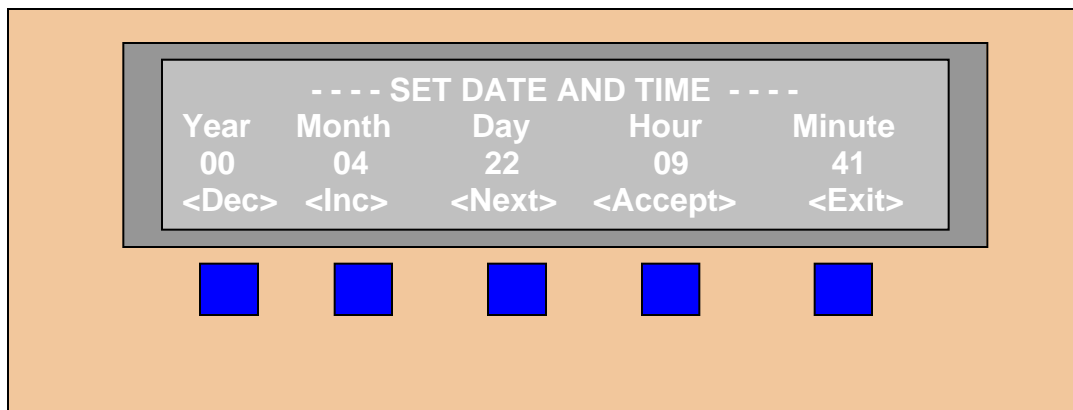 - - - - SET DATE AND TIME - - - -
Year Month Day Hour Minute
00 04 22 09 41
<Dec> <Inc> <Next> <Accept> <Exit>